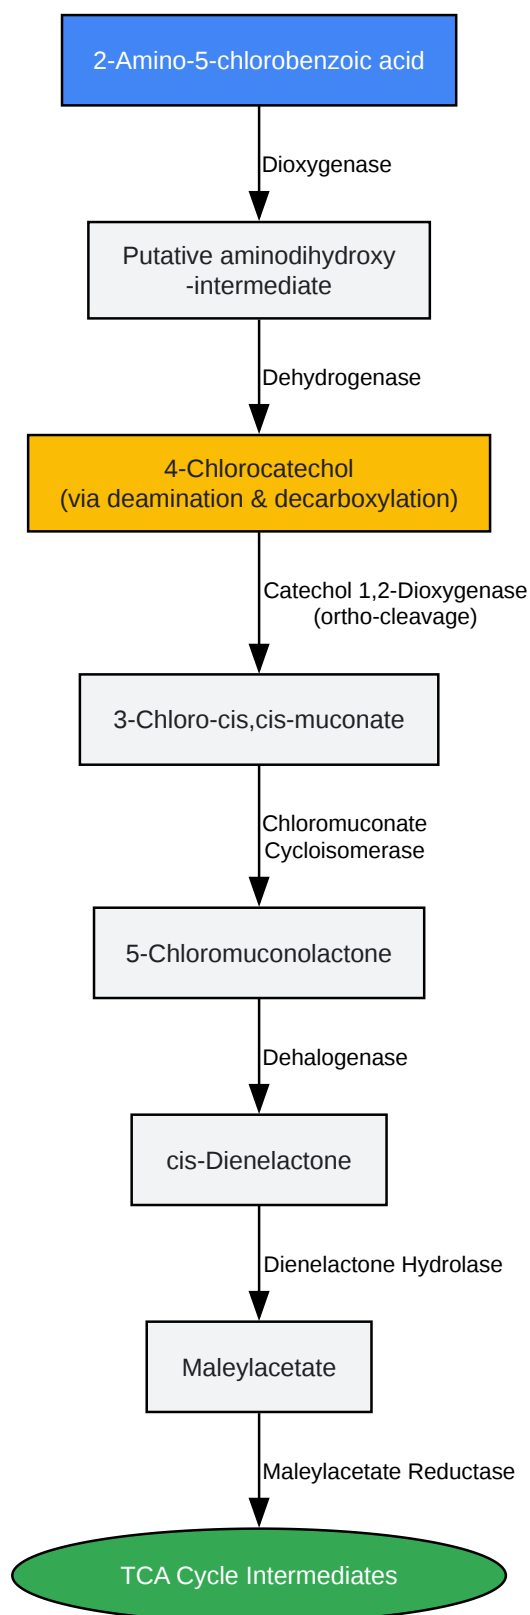 2-Amino-5-chlorobenzoic acid
Dioxygenase
Putative aminodihydroxy
-intermediate
Dehydrogenase
4-Chlorocatechol
(via deamination & decarboxylation)
Catechol 1,2-Dioxygenase
(ortho-cleavage)
3-Chloro-cis,cis-muconate
Chloromuconate
Cycloisomerase
5-Chloromuconolactone
Dehalogenase
cis-Dienelactone
Dienelactone Hydrolase
Maleylacetate
Maleylacetate Reductase
TCA Cycle Intermediates